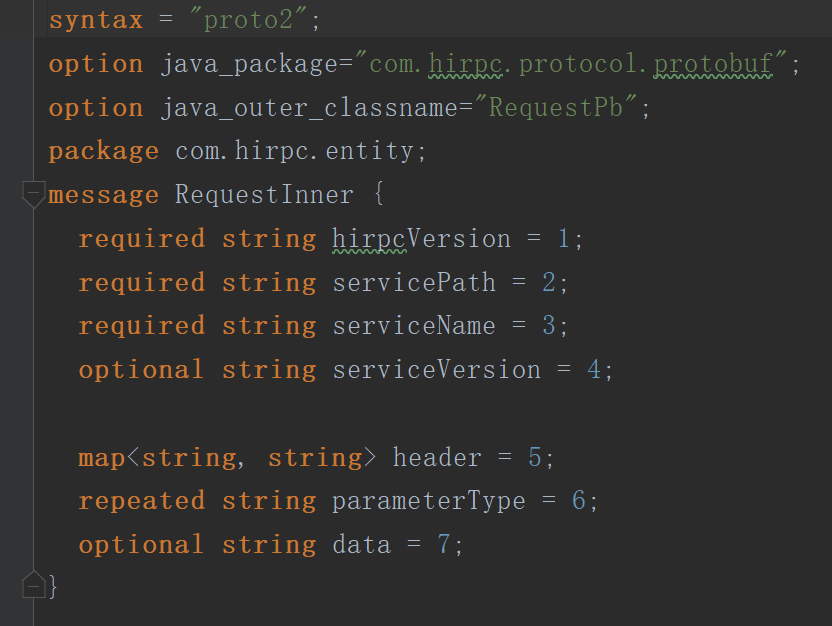 syntax = "proto2";
option java_package="com.hirpc.protocol.protobuf";
option java_outer_classname="RequestPb";
package com.hirpc.entity;
message RequestInner {
required string hirpcVersion = 1;
required string servicePath = 2;
required string serviceName = 3;
optional string serviceVersion = 4;
map<string, string> header = 5;
repeated string parameterType = 6;
optional string data = 7;
}